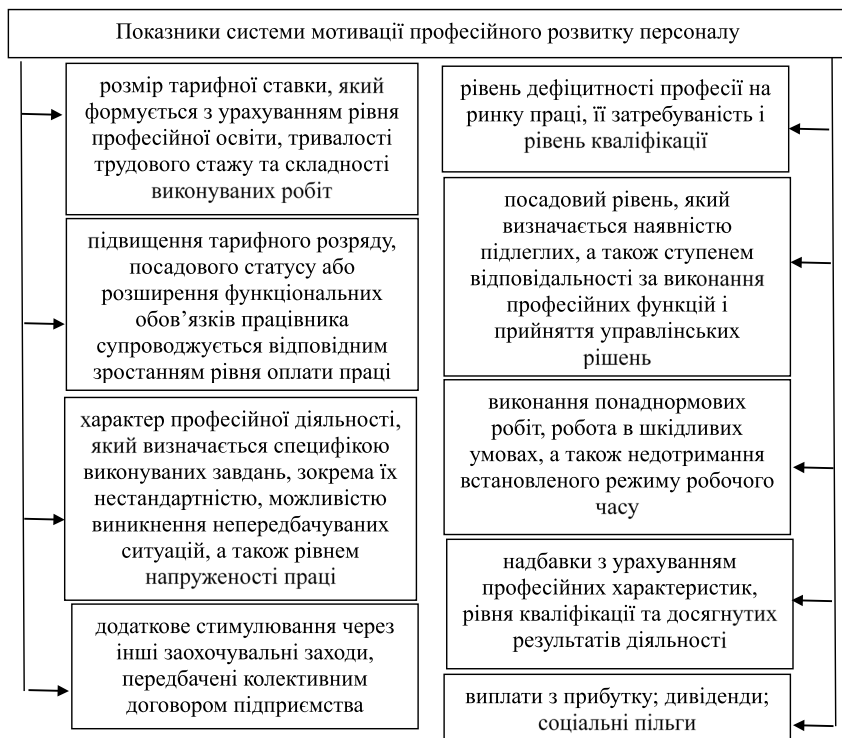 Показники системи мотивації професійного розвитку персоналу
розмір тарифної ставки, який
формується з урахуванням рівня
професійної освіти, тривалості
трудового стажу та складності
виконуваних робіт
підвищення тарифного розряду,
посадового статусу або
розширення функціональних
обов’язків працівника
супроводжується відповідним
зростанням рівня оплати праці
характер професійної діяльності,
який визначається специфікою
виконуваних завдань, зокрема їх
нестандартністю, можливістю
виникнення непередбачуваних
ситуацій, а також рівнем
напруженості праці
додаткове стимулювання через
інші заохочувальні заходи,
передбачені колективним
договором підприємства
рівень дефіцитності професії на
ринку праці, її затребуваність і
рівень кваліфікації
посадовий рівень, який
визначається наявністю
підлеглих, а також ступенем
відповідальності за виконання
професійних функцій і
прийняття управлінських
рішень
виконання понаднормових
робіт, робота в шкідливих
умовах, а також недотримання
встановленого режиму робочого
часу
надбавки з урахуванням
професійних характеристик,
рівня кваліфікації та досягнутих
результатів діяльності
виплати з прибутку; дивіденди;
соціальні пільги